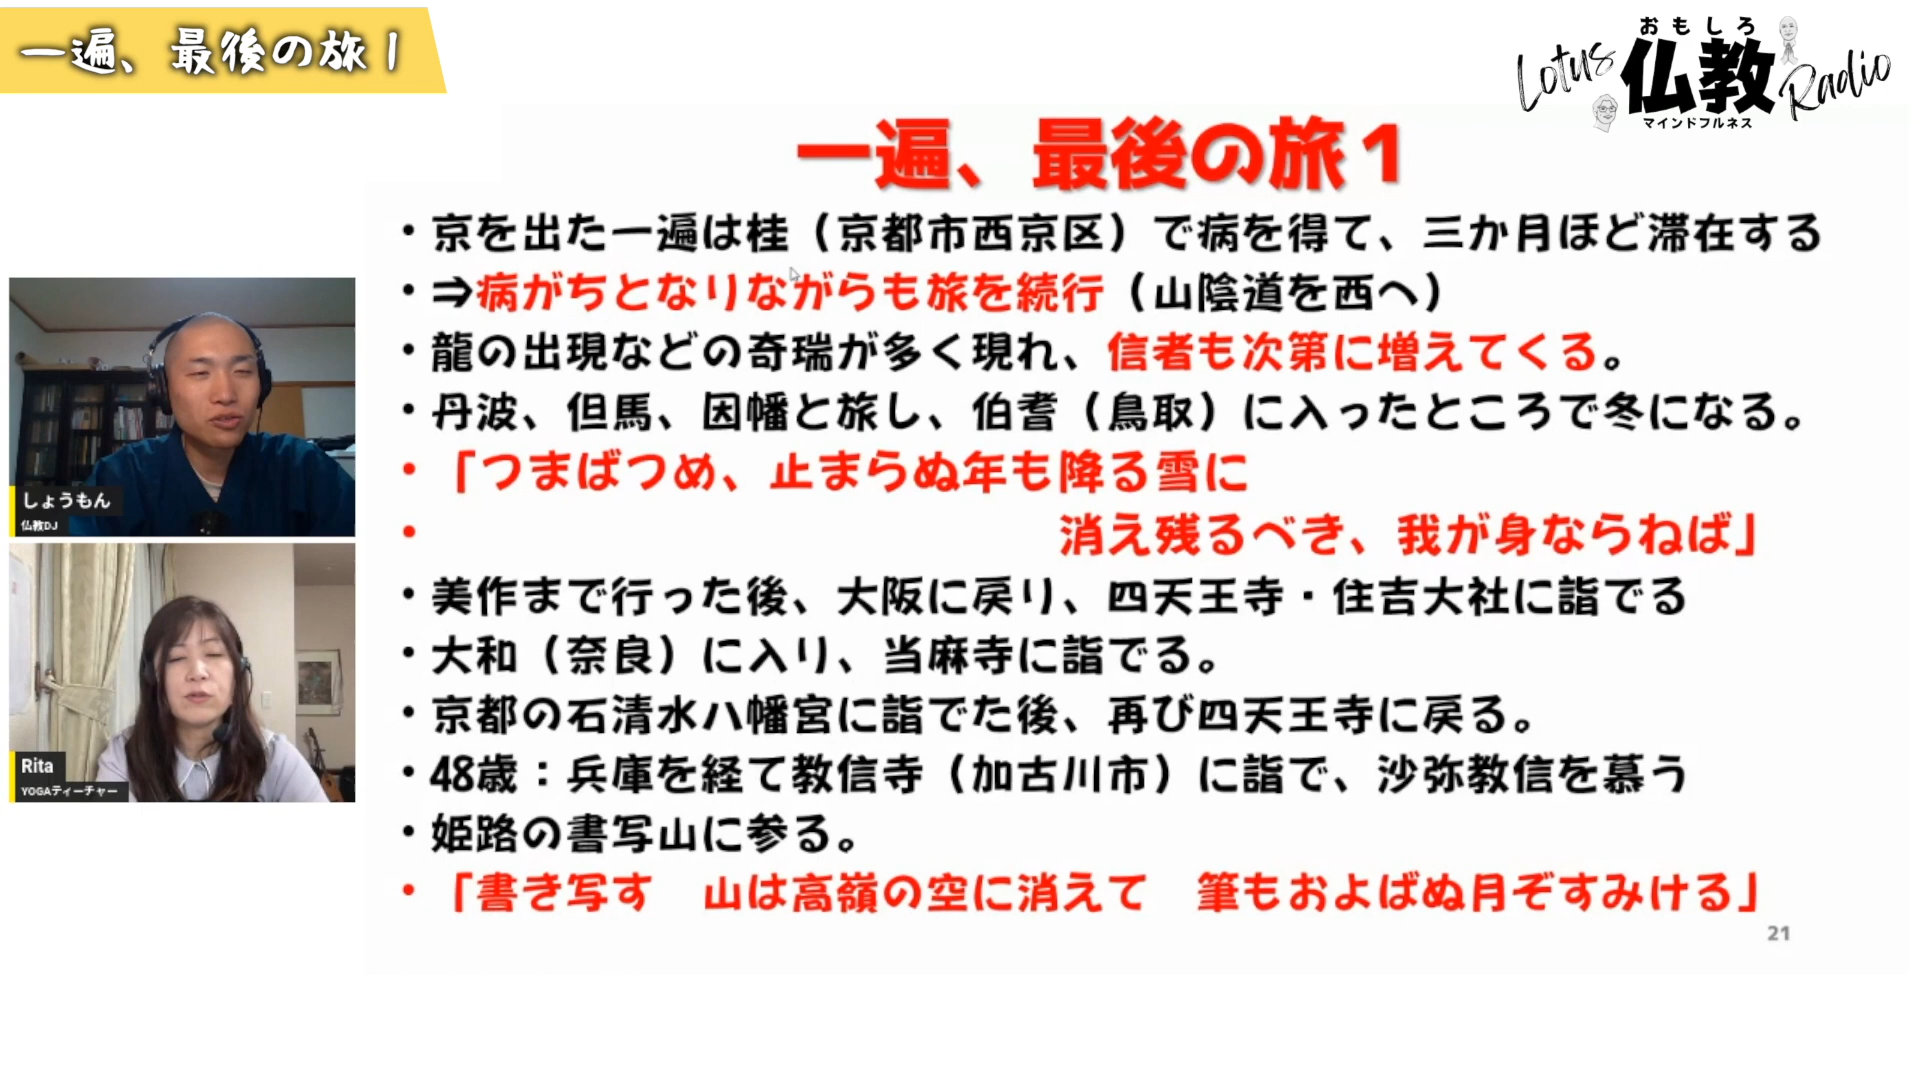 一遍、最後の旅1
おもしろ
Lotus 仏教 Radio
マインドフルネス
一遍、最後の旅1
・京を出た一遍は桂（京都市西京区）で病を得て、三か月ほど滞在する
・⇒病がちとなりながらも旅を続行（山陰道を西へ）
・龍の出現などの奇瑞が多く現れ、信者も次第に増えてくる。
・丹波、但馬、因幡と旅し、伯耆（鳥取）に入ったところで冬になる。
・「つまばつめ、止まらぬ年も降る雪に
・消え残るべき、我が身ならねば」
・美作まで行った後、大阪に戻り、四天王寺・住吉大社に詣でる
・大和（奈良）に入り、当麻寺に詣でる。
・京都の石清水八幡宮に詣でた後、再び四天王寺に戻る。
・48歳：兵庫を経て教信寺（加古川市）に詣で、沙弥教信を慕う
・姫路の書写山に参る。
・「書き写す　山は高嶺の空に消えて　筆もおよばぬ月ぞすみける」
21
しょうもん
仏教DJ
Rita
YOGAティーチャー